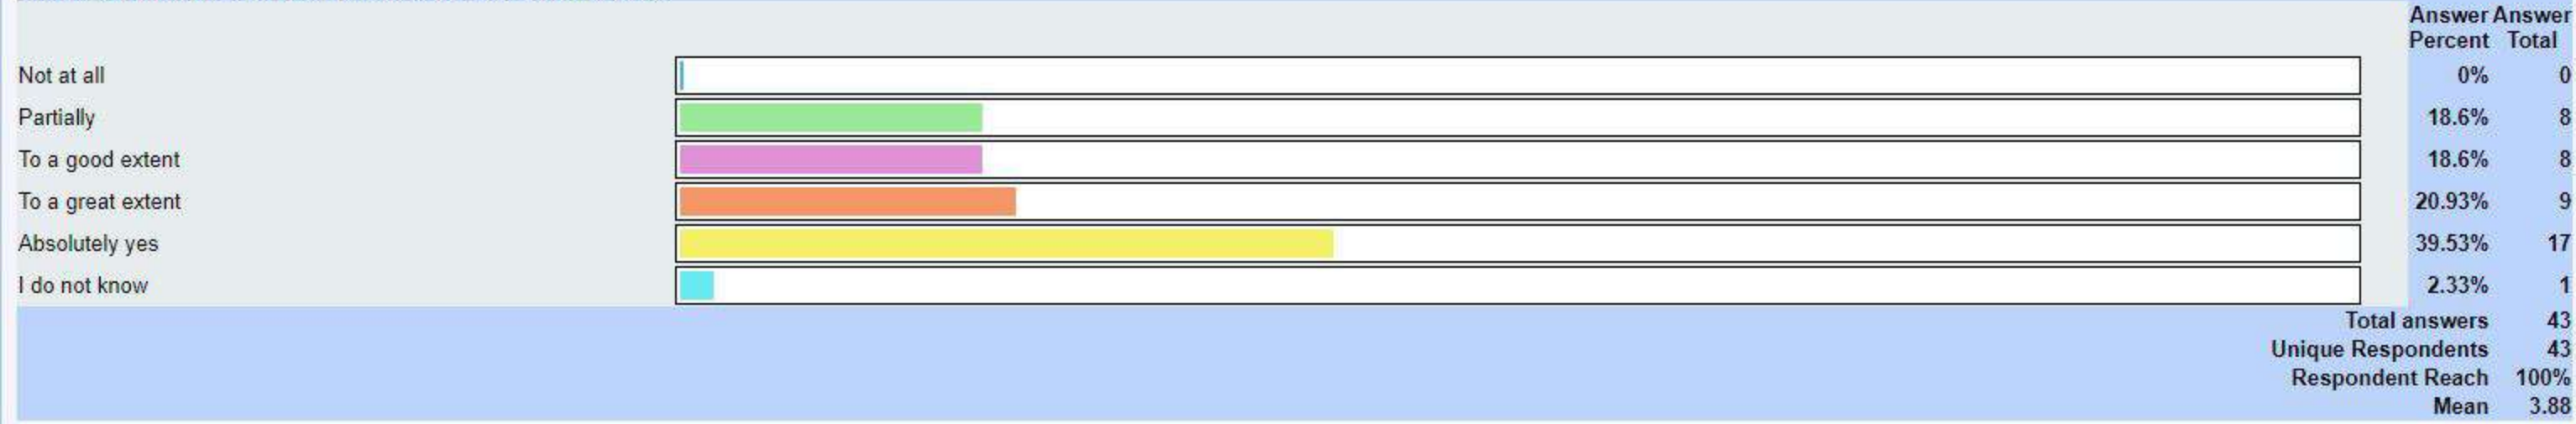 Answer Answer
Percent Total
Not at all 0% 0
Partially 18.6% 8
To a good extent 18.6% 8
To a great extent 20.93% 9
Absolutely yes 39.53% 17
I do not know 2.33% 1
Total answers 43
Unique Respondents 43
Respondent Reach 100%
Mean 3.88